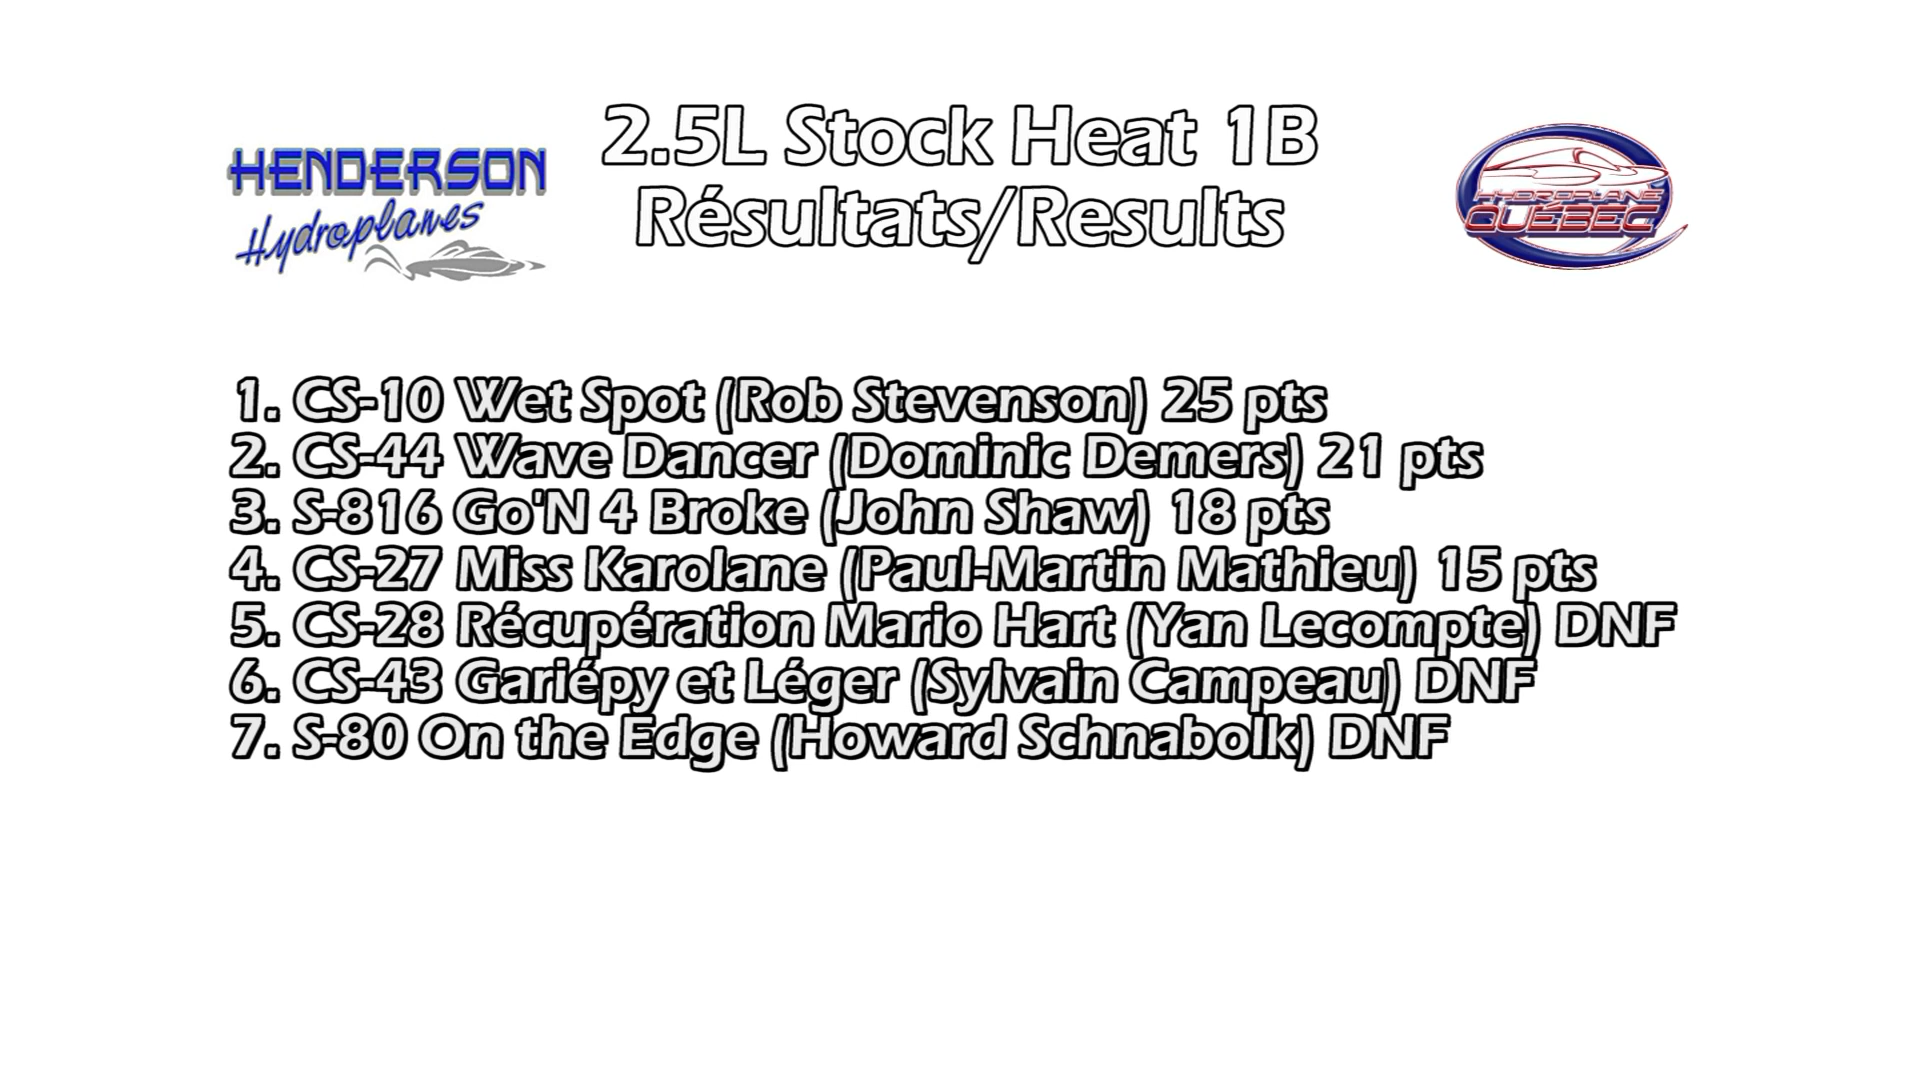 2.5L Stock Heat 1B
Résultats/Results
HENDERSON
Hydroplanes
HYDROPLANE
QUÉBEC
1. CS-10 Wet Spot (Rob Stevenson) 25 pts
2. CS-44 Wave Dancer (Dominic Demers) 21 pts
3. S-816 Go'N 4 Broke (John Shaw) 18 pts
4. CS-27 Miss Karolane (Paul-Martin Mathieu) 15 pts
5. CS-28 Récupération Mario Hart (Yan Lecompte) DNF
6. CS-43 Gariépy et Léger (Sylvain Campeau) DNF
7. S-80 On the Edge (Howard Schnabolk) DNF